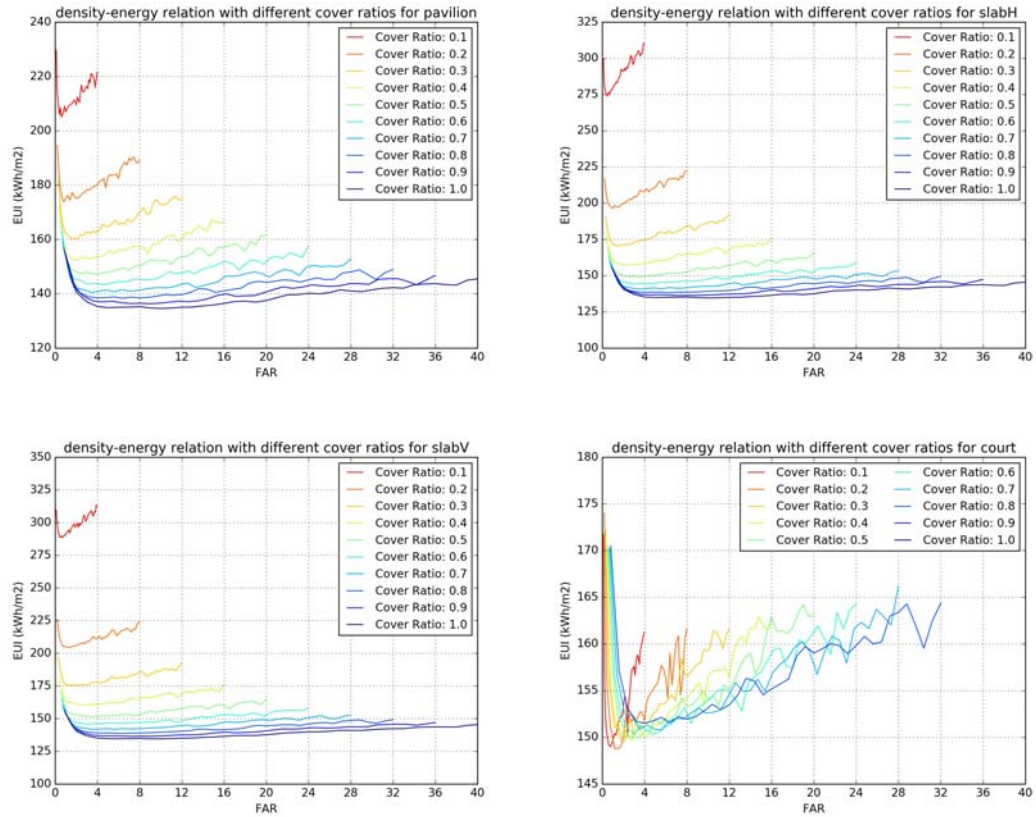 density-energy relation with different cover ratios for pavilion
240
220
200
180
160
140
120
EUI (kWh/m2)
0 4 8 12 16 20 24 28 32 36 40
FAR
Cover Ratio: 0.1
Cover Ratio: 0.2
Cover Ratio: 0.3
Cover Ratio: 0.4
Cover Ratio: 0.5
Cover Ratio: 0.6
Cover Ratio: 0.7
Cover Ratio: 0.8
Cover Ratio: 0.9
Cover Ratio: 1.0
density-energy relation with different cover ratios for slabH
325
300
275
250
225
200
175
150
125
100
EUI (kWh/m2)
0 4 8 12 16 20 24 28 32 36 40
FAR
Cover Ratio: 0.1
Cover Ratio: 0.2
Cover Ratio: 0.3
Cover Ratio: 0.4
Cover Ratio: 0.5
Cover Ratio: 0.6
Cover Ratio: 0.7
Cover Ratio: 0.8
Cover Ratio: 0.9
Cover Ratio: 1.0
density-energy relation with different cover ratios for slabV
350
325
300
275
250
225
200
175
150
125
100
EUI (kWh/m2)
0 4 8 12 16 20 24 28 32 36 40
FAR
Cover Ratio: 0.1
Cover Ratio: 0.2
Cover Ratio: 0.3
Cover Ratio: 0.4
Cover Ratio: 0.5
Cover Ratio: 0.6
Cover Ratio: 0.7
Cover Ratio: 0.8
Cover Ratio: 0.9
Cover Ratio: 1.0
density-energy relation with different cover ratios for court
180
175
170
165
160
155
150
145
EUI (kWh/m2)
0 4 8 12 16 20 24 28 32 36 40
FAR
Cover Ratio: 0.1
Cover Ratio: 0.2
Cover Ratio: 0.3
Cover Ratio: 0.4
Cover Ratio: 0.5
Cover Ratio: 0.6
Cover Ratio: 0.7
Cover Ratio: 0.8
Cover Ratio: 0.9
Cover Ratio: 1.0